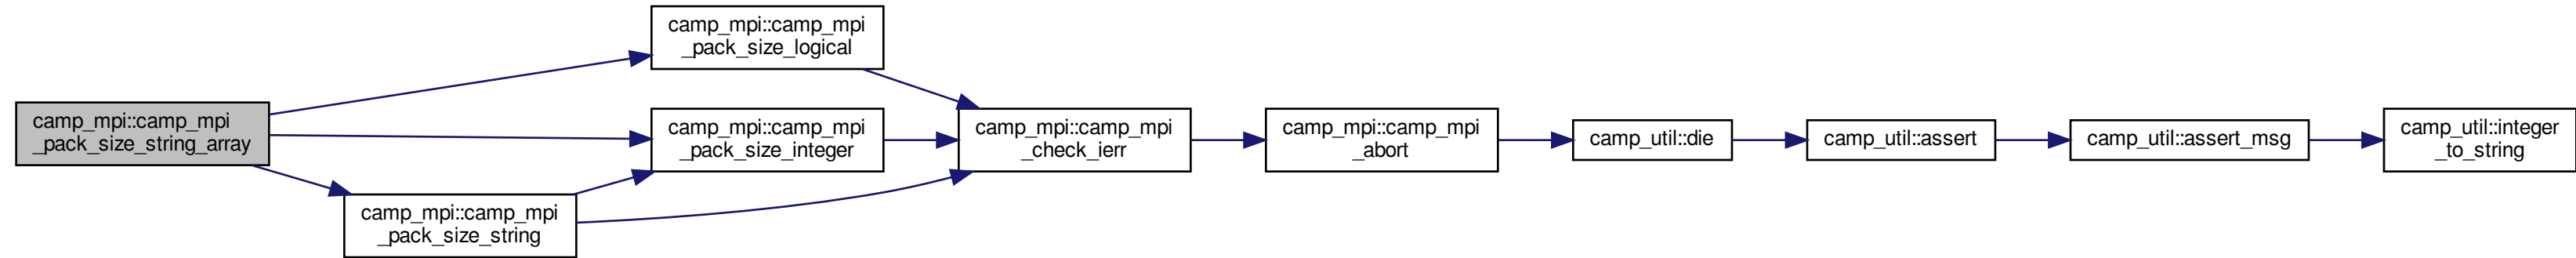 camp_mpi::camp_mpi
_pack_size_string_array
camp_mpi::camp_mpi
_pack_size_logical
camp_mpi::camp_mpi
_pack_size_integer
camp_mpi::camp_mpi
_pack_size_string
camp_mpi::camp_mpi
_check_ierr
camp_mpi::camp_mpi
_abort
camp_util::die
camp_util::assert
camp_util::assert_msg
camp_util::integer
_to_string